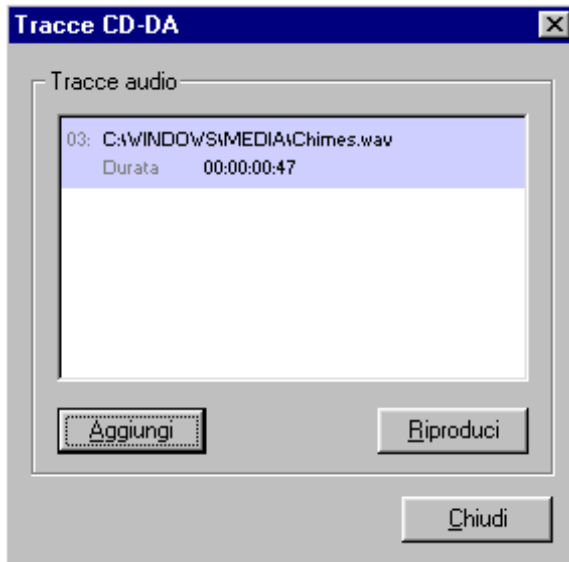 Tracce CD-DA
Tracce audio
03: C:\WINDOWS\MEDIA\Chimes.wav
Durata 00:00:00:47
Aggiungi
Riproduci
Chiudi